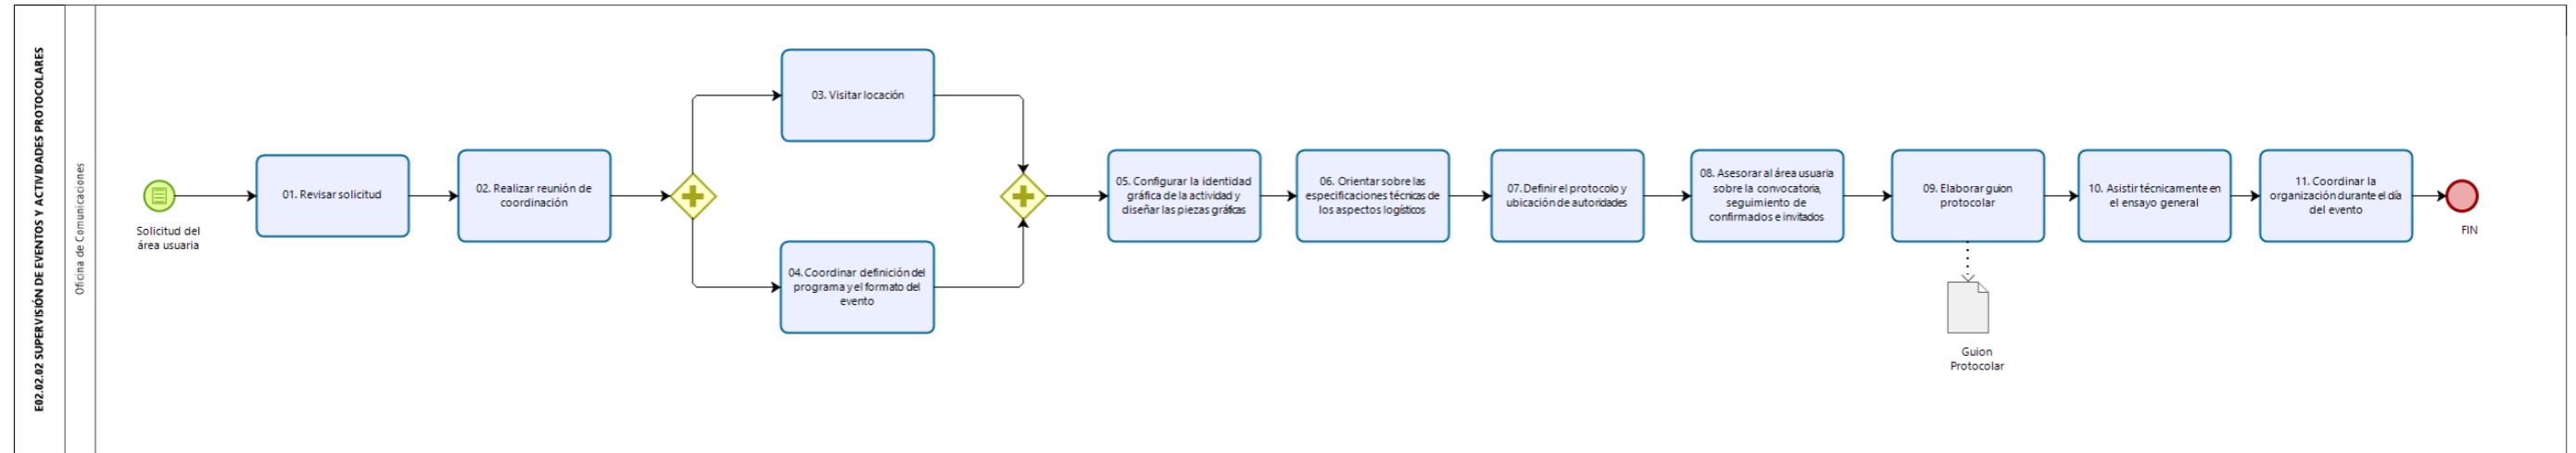 E02.02.02 SUPERVISIÓN DE EVENTOS Y ACTIVIDADES PROTOCOLARES
Oficina de Comunicaciones
Solicitud del
área usuaria
01. Revisar solicitud
02. Realizar reunión de
coordinación
03. Visitar locación
04. Coordinar definición del
programa y el formato del
evento
05. Configurar la identidad
gráfica de la actividad y
diseñar las piezas gráficas
06. Orientar sobre las
especificaciones técnicas de
los aspectos logísticos
07. Definir el protocolo y
ubicación de autoridades
08. Asesorar al área usuaria
sobre la convocatoria,
seguimiento de
confirmados e invitados
09. Elaborar guion
protocolar
Guion
Protocolar
10. Asistir técnicamente en
el ensayo general
11. Coordinar la
organización durante el día
del evento
FIN